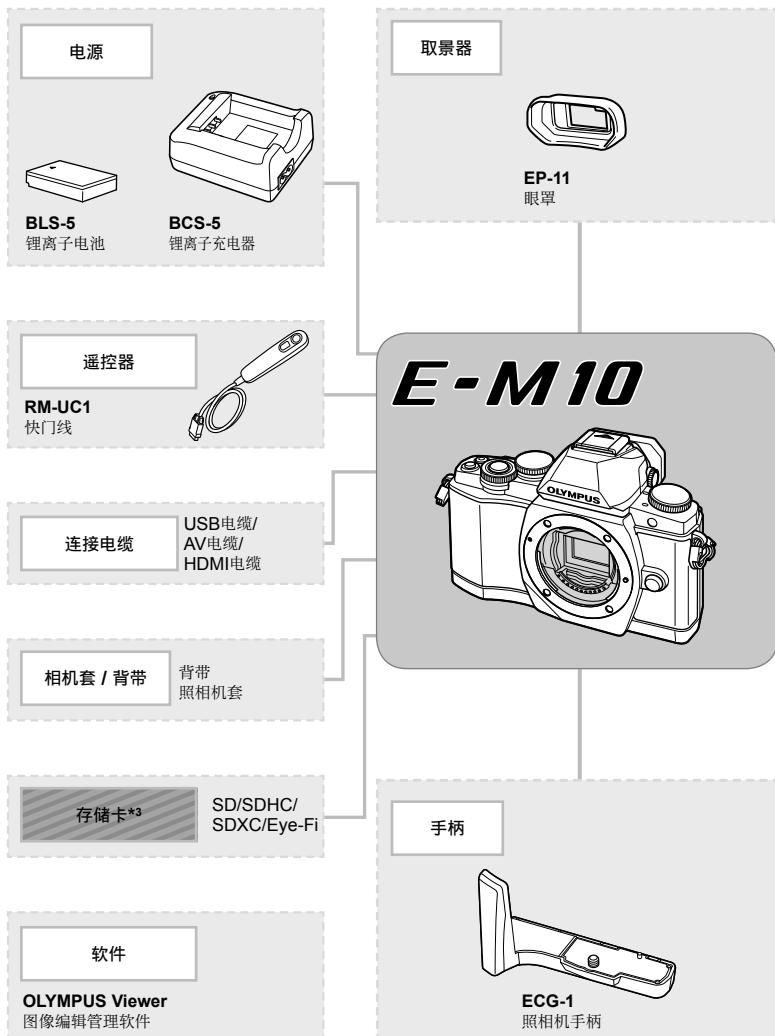 电源
BLS-5
锂离子电池
BCS-5
锂离子充电器
取景器
EP-11
眼罩
遥控器
RM-UC1
快门线
E-M10
OLYMPUS
连接电缆
USB电缆/
AV电缆/
HDMI电缆
相机套 / 背带
背带
照相机套
存储卡*3
SD/SDHC/
SDXC/Eye-Fi
手柄
ECG-1
照相机手柄
软件
OLYMPUS Viewer
图像编辑管理软件